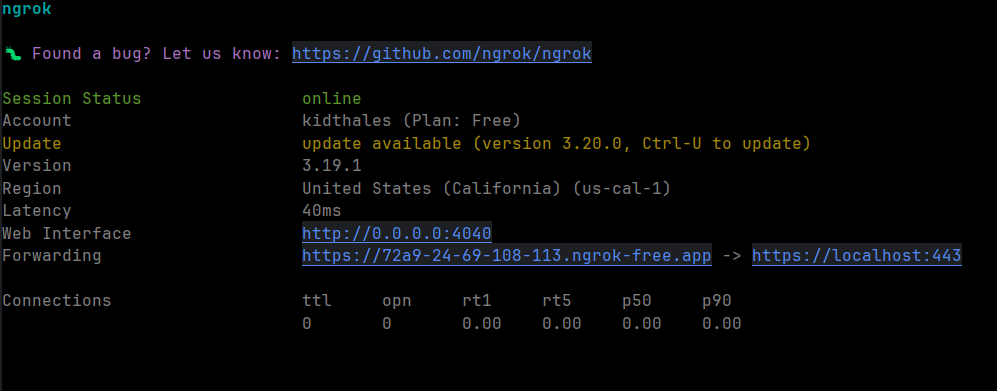 ngrok
🐛 Found a bug? Let us know: https://github.com/ngrok/ngrok
Session Status online
Account kidthales (Plan: Free)
Update update available (version 3.20.0, Ctrl-U to update)
Version 3.19.1
Region United States (California) (us-cal-1)
Latency 40ms
Web Interface http://0.0.0.0:4040
Forwarding https://72a9-24-69-108-113.ngrok-free.app -> https://localhost:443
Connections ttl opn rt1 rt5 p50 p90
0 0 0.00 0.00 0.00 0.00